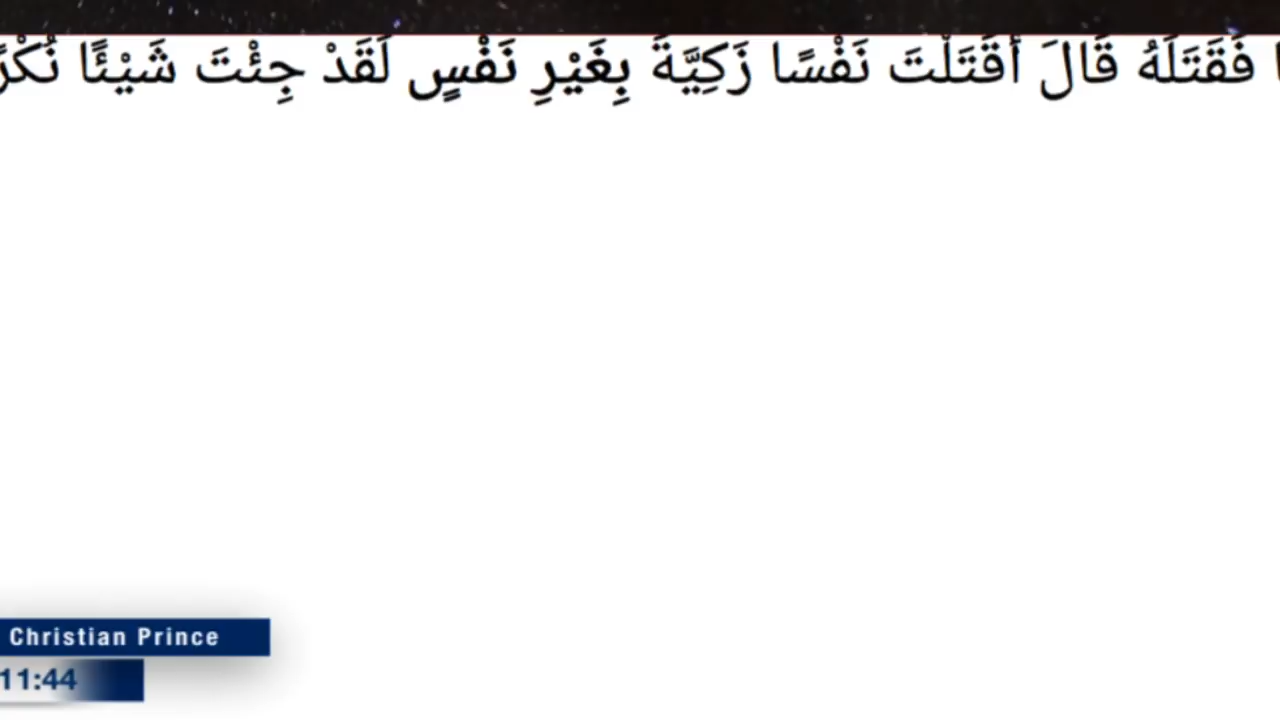 فَقَتَلَهُ قَالَ أَقَتَلْتَ نَفْسًا زَكِيَّةً بِغَيْرِ نَفْسٍ لَقَدْ جِئْتَ شَيْئًا
Christian Prince
11:44